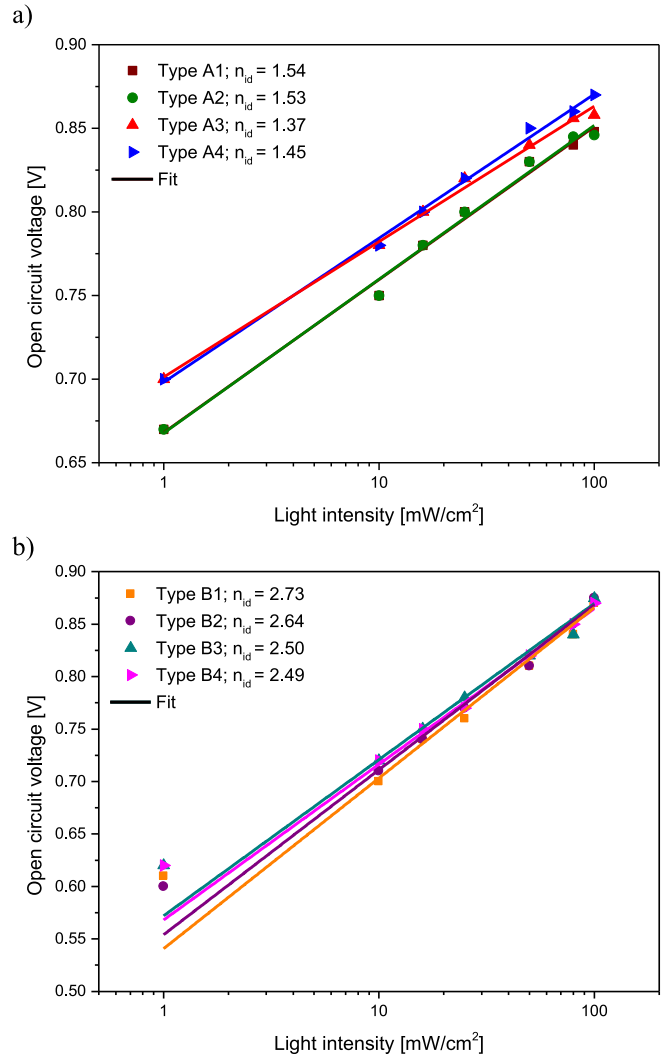 a)
0.90
0.85
0.80
0.75
0.70
0.65
Open circuit voltage [V]
Type A1; n_id = 1.54
Type A2; n_id = 1.53
Type A3; n_id = 1.37
Type A4; n_id = 1.45
Fit
1 10 100
Light intensity [mW/cm²]
b)
0.90
0.85
0.80
0.75
0.70
0.65
0.60
0.55
0.50
Open circuit voltage [V]
Type B1; n_id = 2.73
Type B2; n_id = 2.64
Type B3; n_id = 2.50
Type B4; n_id = 2.49
Fit
1 10 100
Light intensity [mW/cm²]